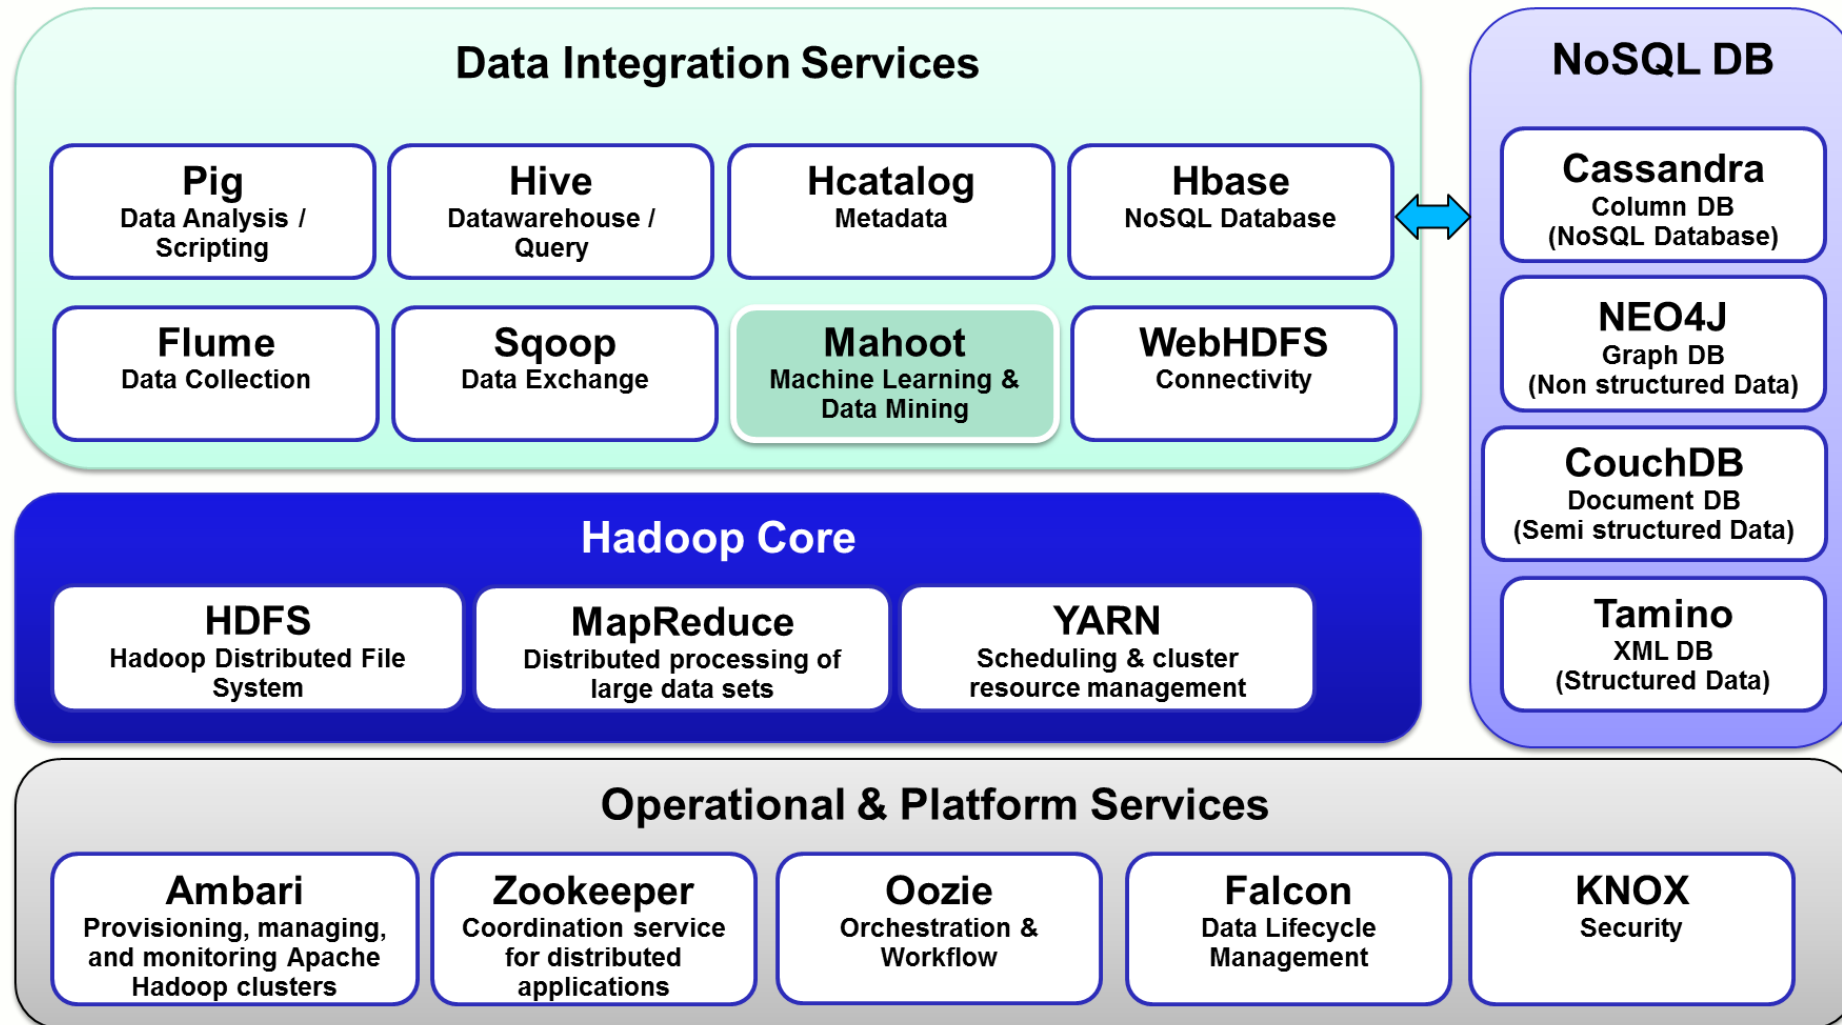 Data Integration Services
Pig
Data Analysis /
Scripting
Hive
Datawarehouse /
Query
Hcatalog
Metadata
Hbase
NoSQL Database
Flume
Data Collection
Sqoop
Data Exchange
Mahoot
Machine Learning &
Data Mining
WebHDFS
Connectivity
NoSQL DB
Cassandra
Column DB
(NoSQL Database)
NEO4J
Graph DB
(Non structured Data)
CouchDB
Document DB
(Semi structured Data)
Tamino
XML DB
(Structured Data)
Hadoop Core
HDFS
Hadoop Distributed File
System
MapReduce
Distributed processing of
large data sets
YARN
Scheduling & cluster
resource management
Operational & Platform Services
Ambari
Provisioning, managing,
and monitoring Apache
Hadoop clusters
Zookeeper
Coordination service
for distributed
applications
Oozie
Orchestration &
Workflow
Falcon
Data Lifecycle
Management
KNOX
Security